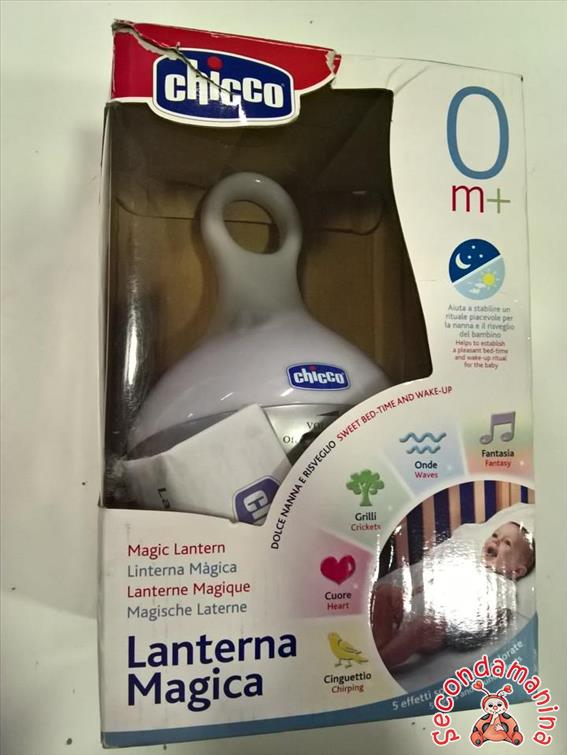 chicco
0
m+
Aiuta a stabilire un
rituale piacevole per
la nanna e il risveglio
del bambino
Helps to establish
a pleasant bed-time
and wake-up ritual
for the baby
chicco
DOLCE NANNA E RISVEGLIO SWEET BED-TIME AND WAKE-UP
Fantasia
Fantasy
Onde
Waves
Grilli
Crickets
Cuore
Heart
Cinguettio
Chirping
Magic Lantern
Linterna Màgica
Lanterne Magique
Magische Laterne
Lanterna
Magica
5 effetti
secondamanina